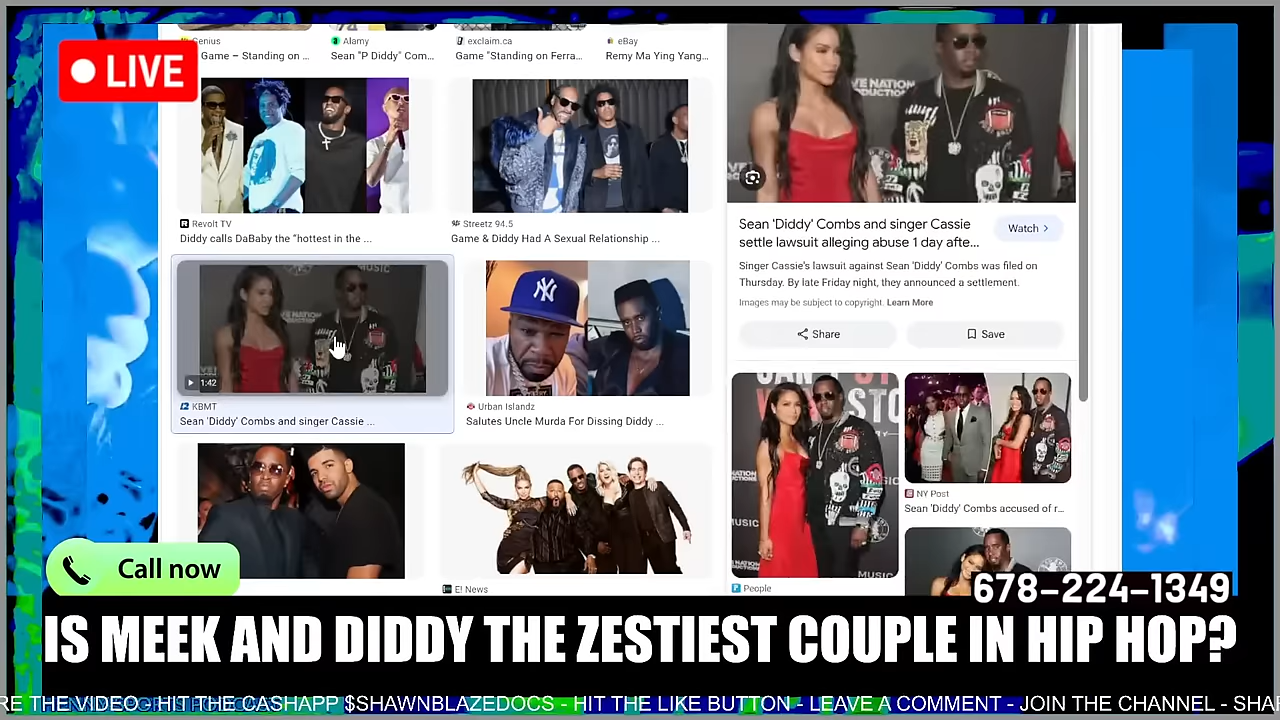 LIVE
Genius
Game – Standing on ...
Alamy
Sean "P Diddy" Com...
exclaim.ca
Game "Standing on Ferra...
eBay
Remy Ma Ying Yang...
Revolt TV
Diddy calls DaBaby the "hottest in the ...
Streetz 94.5
Game & Diddy Had A Sexual Relationship ...
1:42
KBMT
Sean 'Diddy' Combs and singer Cassie ...
Urban Islandz
Salutes Uncle Murda For Dissing Diddy ...
E! News
Sean 'Diddy' Combs and singer Cassie
settle lawsuit alleging abuse 1 day afte...
Watch
Singer Cassie's lawsuit against Sean 'Diddy' Combs was filed on
Thursday. By late Friday night, they announced a settlement.
Images may be subject to copyright. Learn More
Share
Save
People
NY Post
Sean 'Diddy' Combs accused of r...
Call now
678-224-1349
IS MEEK AND DIDDY THE ZESTIEST COUPLE IN HIP HOP?
RE THE VIDEO - HIT THE CASHAPP $SHAWNBLAZEDOCS - HIT THE LIKE BUTTON - LEAVE A COMMENT - JOIN THE CHANNEL - SHA